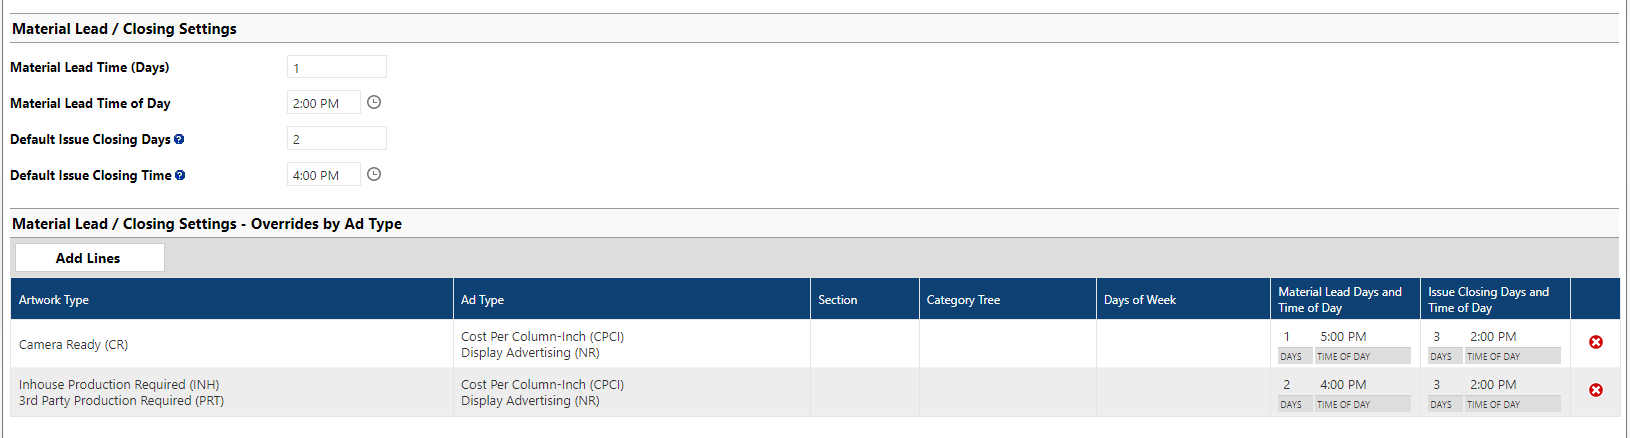 Material Lead / Closing Settings
Material Lead Time (Days) 1
Material Lead Time of Day 2:00 PM
Default Issue Closing Days ? 2
Default Issue Closing Time ? 4:00 PM
Material Lead / Closing Settings - Overrides by Ad Type
Add Lines
Artwork Type Ad Type Section Category Tree Days of Week Material Lead Days and Time of Day Issue Closing Days and Time of Day
Camera Ready (CR)
Cost Per Column-Inch (CPCI)
Display Advertising (NR)
1 5:00 PM 3 2:00 PM
DAYS TIME OF DAY DAYS TIME OF DAY
Inhouse Production Required (INH)
3rd Party Production Required (PRT)
Cost Per Column-Inch (CPCI)
Display Advertising (NR)
2 4:00 PM 3 2:00 PM
DAYS TIME OF DAY DAYS TIME OF DAY